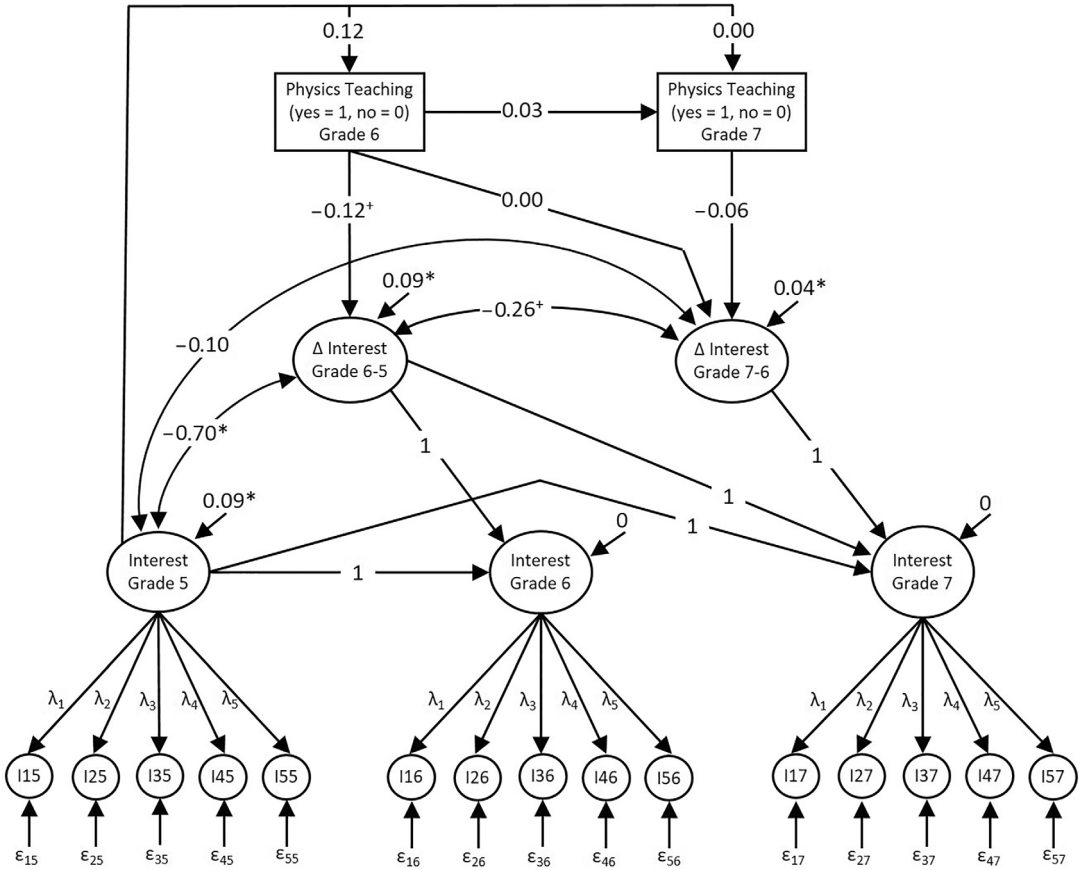 0.12
0.00
Physics Teaching
(yes = 1, no = 0)
Grade 6
0.03
Physics Teaching
(yes = 1, no = 0)
Grade 7
−0.12⁺
0.00
−0.06
0.09*
−0.26⁺
0.04*
−0.10
Δ Interest
Grade 6-5
Δ Interest
Grade 7-6
−0.70*
1
1
0.09*
1
0
1
0
Interest
Grade 5
1
Interest
Grade 6
Interest
Grade 7
λ₁ λ₂ λ₃ λ₄ λ₅
λ₁ λ₂ λ₃ λ₄ λ₅
λ₁ λ₂ λ₃ λ₄ λ₅
I15 I25 I35 I45 I55
I16 I26 I36 I46 I56
I17 I27 I37 I47 I57
ε₁₅ ε₂₅ ε₃₅ ε₄₅ ε₅₅
ε₁₆ ε₂₆ ε₃₆ ε₄₆ ε₅₆
ε₁₇ ε₂₇ ε₃₇ ε₄₇ ε₅₇